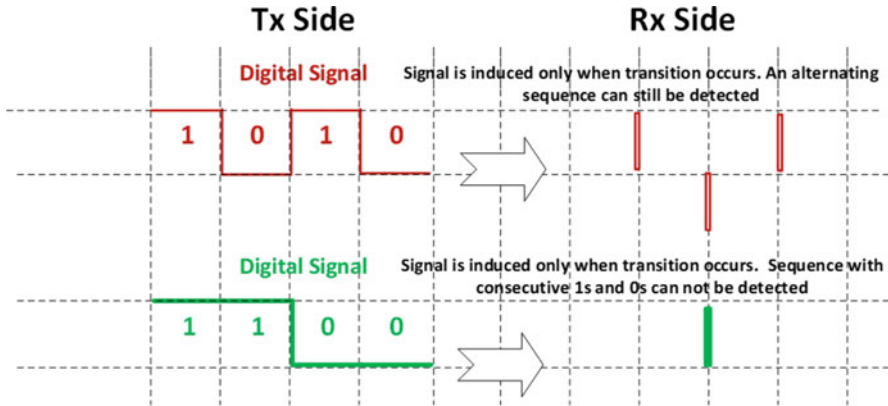 Tx Side
Rx Side
Digital Signal
Signal is induced only when transition occurs. An alternating
sequence can still be detected
1 0 1 0
Digital Signal
Signal is induced only when transition occurs. Sequence with
consecutive 1s and 0s can not be detected
1 1 0 0